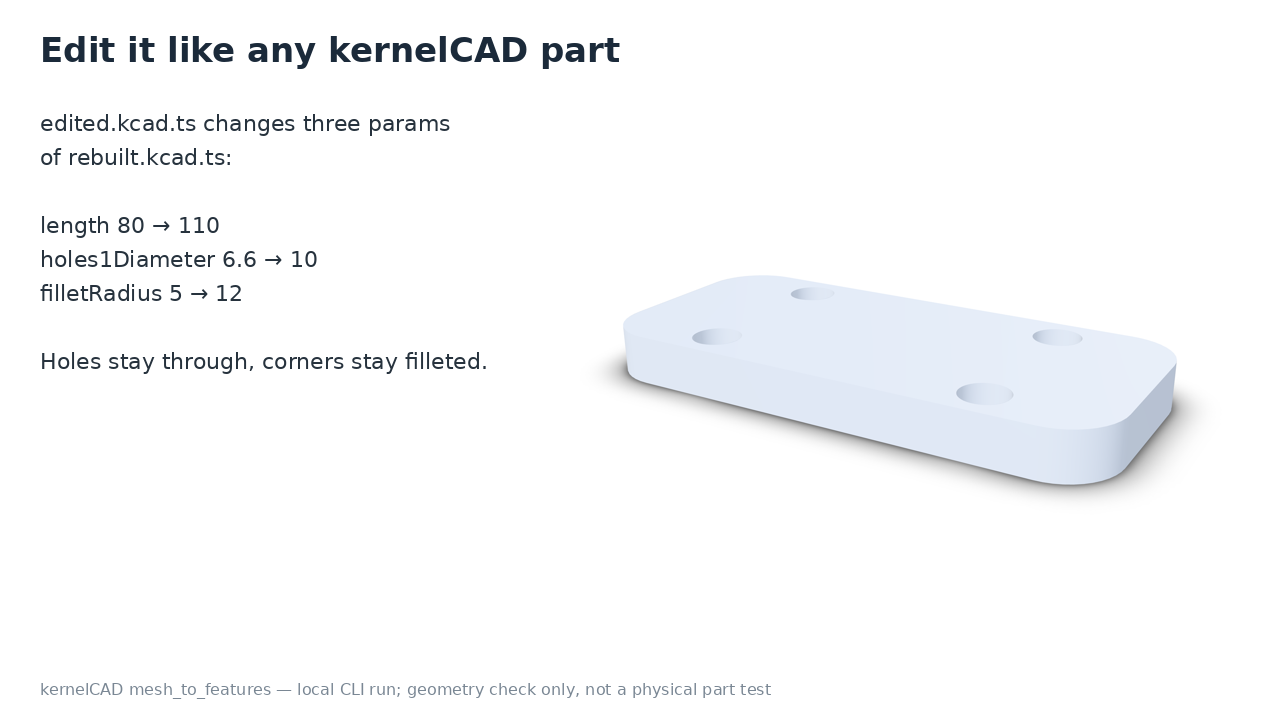 Edit it like any kernelCAD part
edited.kcad.ts changes three params
of rebuilt.kcad.ts:
length 80 → 110
holes1Diameter 6.6 → 10
filletRadius 5 → 12
Holes stay through, corners stay filleted.
kernelCAD mesh_to_features — local CLI run; geometry check only, not a physical part test